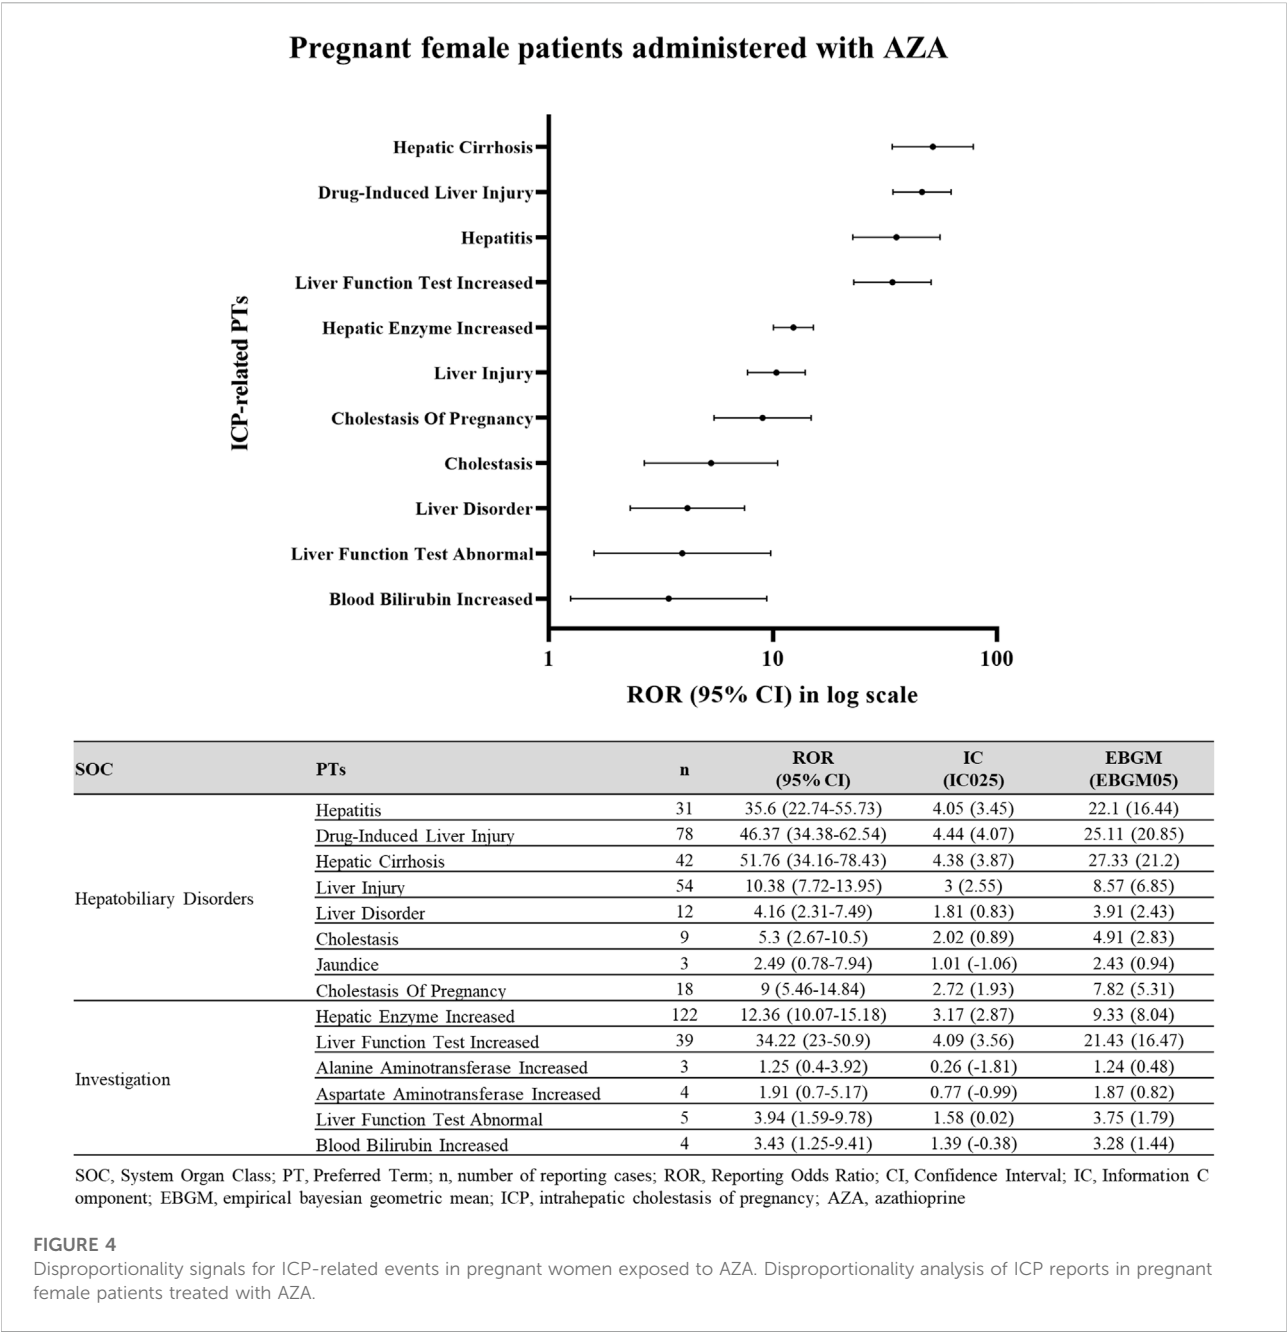 Pregnant female patients administered with AZA
ICP-related PTs
Hepatic Cirrhosis
Drug-Induced Liver Injury
Hepatitis
Liver Function Test Increased
Hepatic Enzyme Increased
Liver Injury
Cholestasis Of Pregnancy
Cholestasis
Liver Disorder
Liver Function Test Abnormal
Blood Bilirubin Increased
1 10 100
ROR (95% CI) in log scale
SOC PTs n ROR (95% CI) IC (IC025) EBGM (EBGM05)
Hepatobiliary Disorders
Hepatitis 31 35.6 (22.74-55.73) 4.05 (3.45) 22.1 (16.44)
Drug-Induced Liver Injury 78 46.37 (34.38-62.54) 4.44 (4.07) 25.11 (20.85)
Hepatic Cirrhosis 42 51.76 (34.16-78.43) 4.38 (3.87) 27.33 (21.2)
Liver Injury 54 10.38 (7.72-13.95) 3 (2.55) 8.57 (6.85)
Liver Disorder 12 4.16 (2.31-7.49) 1.81 (0.83) 3.91 (2.43)
Cholestasis 9 5.3 (2.67-10.5) 2.02 (0.89) 4.91 (2.83)
Jaundice 3 2.49 (0.78-7.94) 1.01 (-1.06) 2.43 (0.94)
Cholestasis Of Pregnancy 18 9 (5.46-14.84) 2.72 (1.93) 7.82 (5.31)
Investigation
Hepatic Enzyme Increased 122 12.36 (10.07-15.18) 3.17 (2.87) 9.33 (8.04)
Liver Function Test Increased 39 34.22 (23-50.9) 4.09 (3.56) 21.43 (16.47)
Alanine Aminotransferase Increased 3 1.25 (0.4-3.92) 0.26 (-1.81) 1.24 (0.48)
Aspartate Aminotransferase Increased 4 1.91 (0.7-5.17) 0.77 (-0.99) 1.87 (0.82)
Liver Function Test Abnormal 5 3.94 (1.59-9.78) 1.58 (0.02) 3.75 (1.79)
Blood Bilirubin Increased 4 3.43 (1.25-9.41) 1.39 (-0.38) 3.28 (1.44)
SOC, System Organ Class; PT, Preferred Term; n, number of reporting cases; ROR, Reporting Odds Ratio; CI, Confidence Interval; IC, Information C
omponent; EBGM, empirical bayesian geometric mean; ICP, intrahepatic cholestasis of pregnancy; AZA, azathioprine
FIGURE 4
Disproportionality signals for ICP-related events in pregnant women exposed to AZA. Disproportionality analysis of ICP reports in pregnant
female patients treated with AZA.